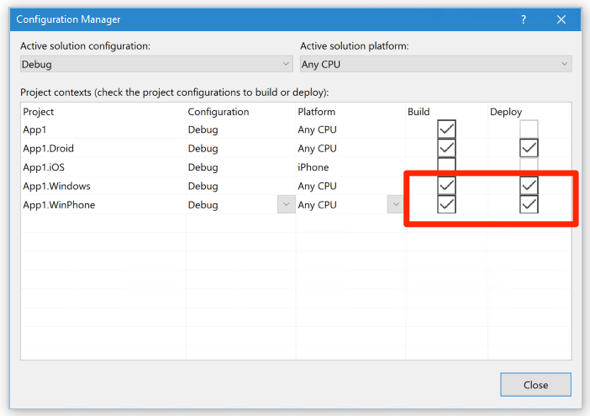 Configuration Manager ?
Active solution configuration: Active solution platform:
Debug Any CPU
Project contexts (check the project configurations to build or deploy):
Project Configuration Platform Build Deploy
App1 Debug Any CPU
App1.Droid Debug Any CPU
App1.iOS Debug iPhone
App1.Windows Debug Any CPU
App1.WinPhone Debug Any CPU
Close